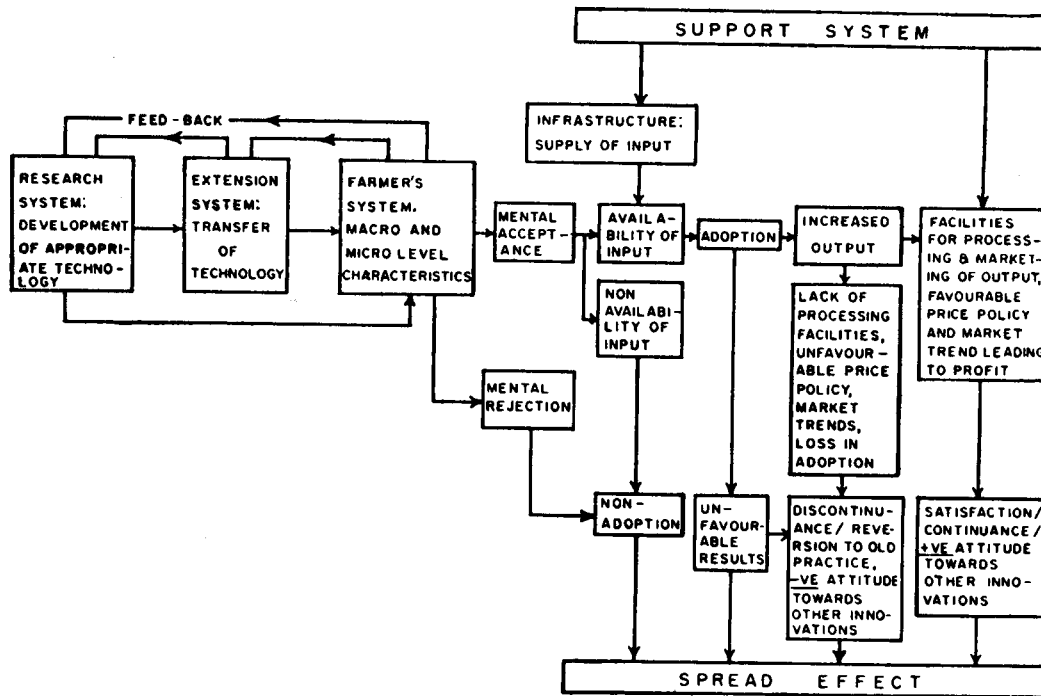 SUPPORT SYSTEM
INFRASTRUCTURE:
SUPPLY OF INPUT
FEED-BACK
RESEARCH
SYSTEM:
DEVELOPMENT
OF APPROPRI-
ATE TECHNO-
LOGY
EXTENSION
SYSTEM:
TRANSFER
OF
TECHNOLOGY
FARMER'S
SYSTEM.
MACRO AND
MICRO LEVEL
CHARACTERISTICS
MENTAL
ACCEPT-
ANCE
AVAILA-
BILITY OF
INPUT
ADOPTION
INCREASED
OUTPUT
FACILITIES
FOR PROCESS-
ING & MARKET-
ING OF OUTPUT,
FAVOURABLE
PRICE POLICY
AND MARKET
TREND LEADING
TO PROFIT
NON
AVAILABI-
LITY OF
INPUT
LACK OF
PROCESSING
FACILITIES,
UNFAVOUR-
ABLE PRICE
POLICY,
MARKET
TRENDS,
LOSS IN
ADOPTION
MENTAL
REJECTION
NON-
ADOPTION
UN-
FAVOUR-
ABLE
RESULTS
DISCONTINU-
ANCE/ REVE-
RSION TO OLD
PRACTICE,
-VE ATTITUDE
TOWARDS
OTHER INNO-
VATIONS
SATISFACTION/
CONTINUANCE/
+VE ATTITUDE
TOWARDS
OTHER INNO-
VATIONS
SPREAD EFFECT